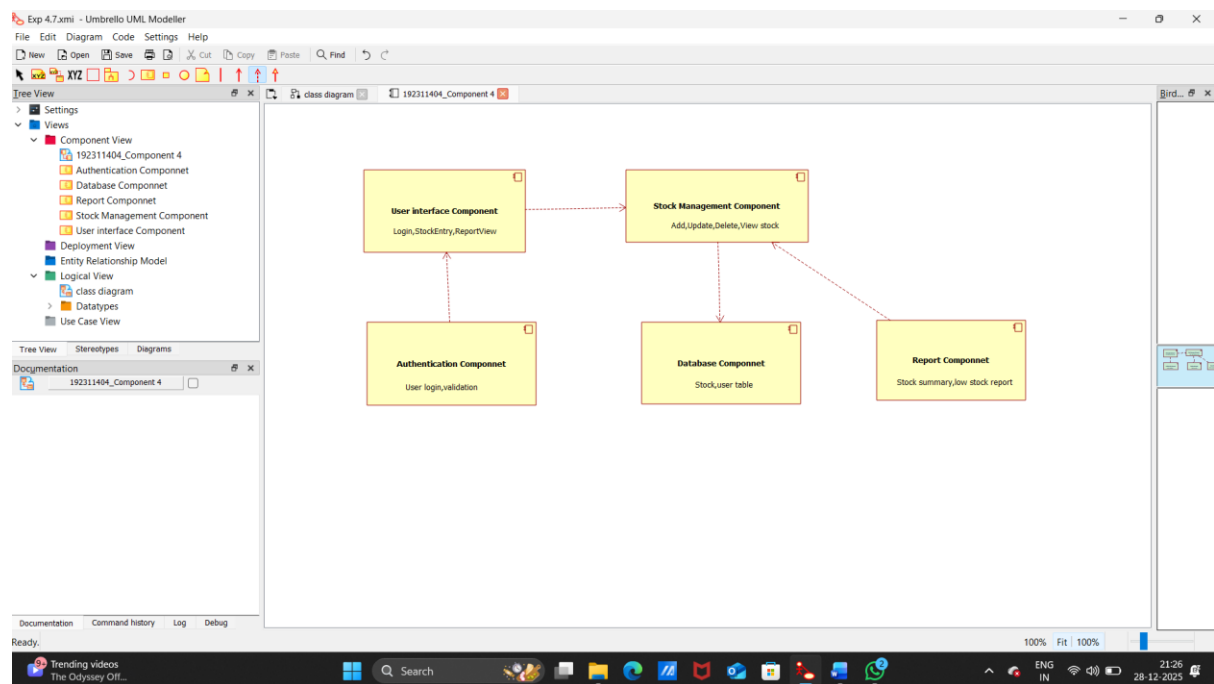 Exp 4.7.xmi - Umbrello UML Modeller
File Edit Diagram Code Settings Help
New Open Save Cut Copy Paste Find
XYZ
Tree View
class diagram
192311404_Component 4
Bird...
Settings
Views
Component View
192311404_Component 4
Authentication Componnet
Database Componnet
Report Componnet
Stock Management Component
User interface Component
Deployment View
Entity Relationship Model
Logical View
class diagram
Datatypes
Use Case View
Tree View Stereotypes Diagrams
Documentation
192311404_Component 4
User interface Component
Login,StockEntry,ReportView
Stock Management Component
Add,Update,Delete,View stock
Authentication Componnet
User login,validation
Database Componnet
Stock,user table
Report Componnet
Stock summary,low stock report
Documentation Command history Log Debug
Ready.
100% Fit 100%
9+
Trending videos
The Odyssey Off...
Search
2
ENG
IN
21:26
28-12-2025